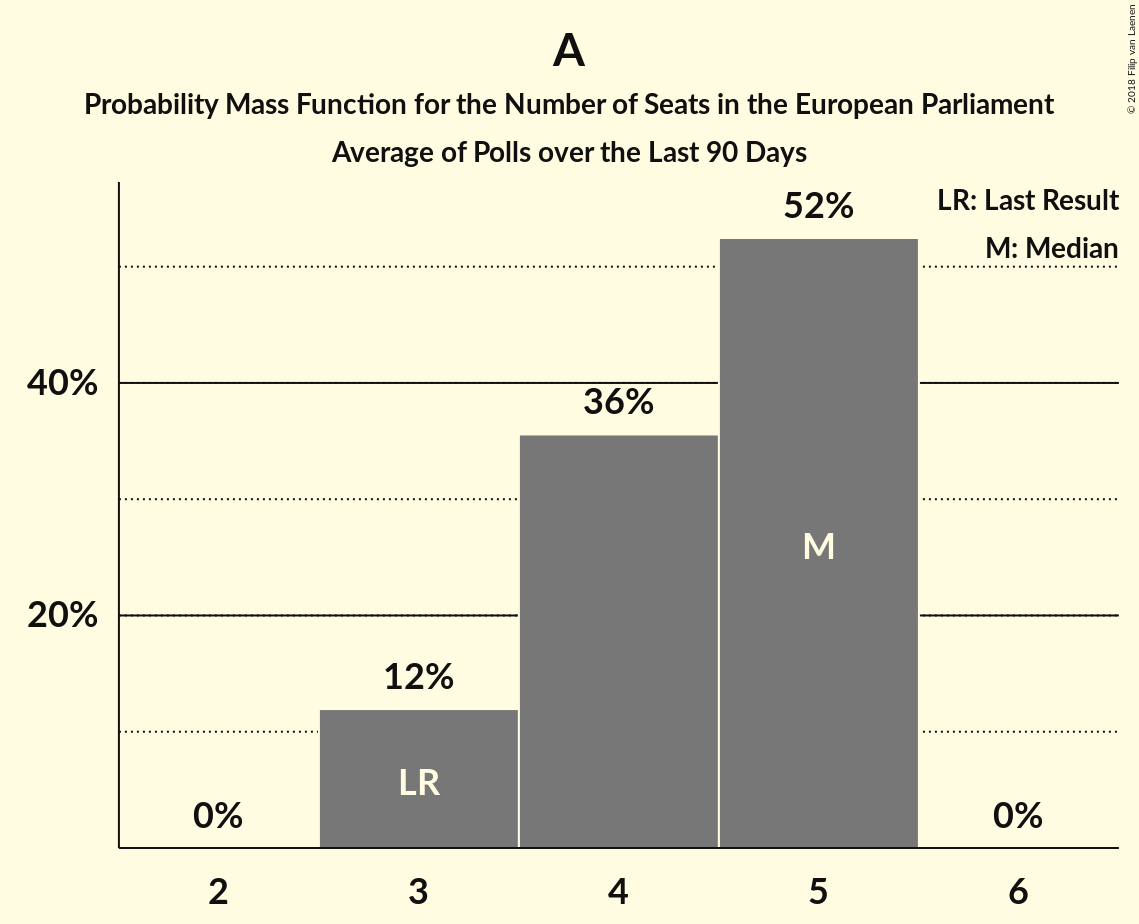 A
Probability Mass Function for the Number of Seats in the European Parliament
Average of Polls over the Last 90 Days
© 2018 Filip van Laenen
LR: Last Result
M: Median
52%
40%
36%
M
20%
12%
LR
0%
0%
2 3 4 5 6